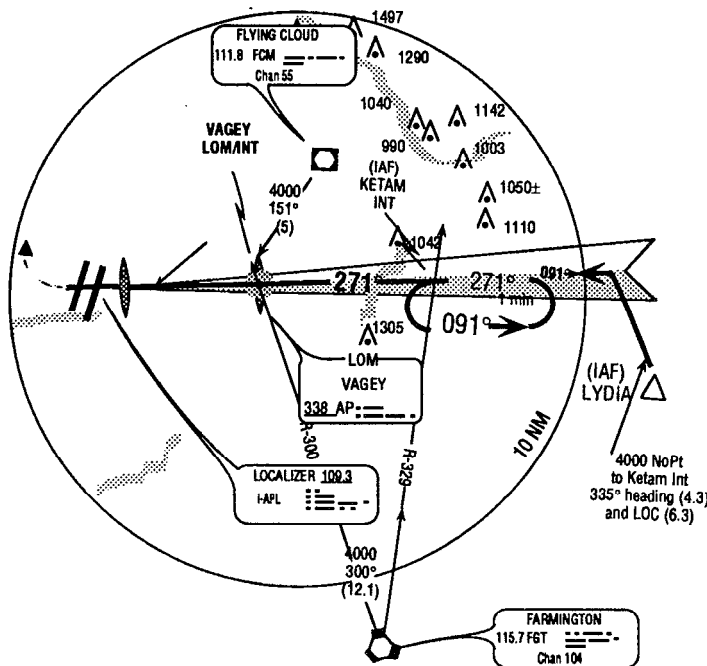 1497
FLYING CLOUD
111.8 FCM
Chan 55
1290
1040
1142
990
1003
VAGEY
LOM/INT
(IAF)
KETAM
INT
4000
151°
(5)
1050±
1110
1042
271
271°
1 min
091°
091°
1305
LOM
VAGEY
338 AP
(IAF)
LYDIA
R-300
R-329
10 NM
LOCALIZER 109.3
I-APL
4000 NoPt
to Ketam Int
335° heading (4.3)
and LOC (6.3)
4000
300°
(12.1)
FARMINGTON
115.7 FGT
Chan 104